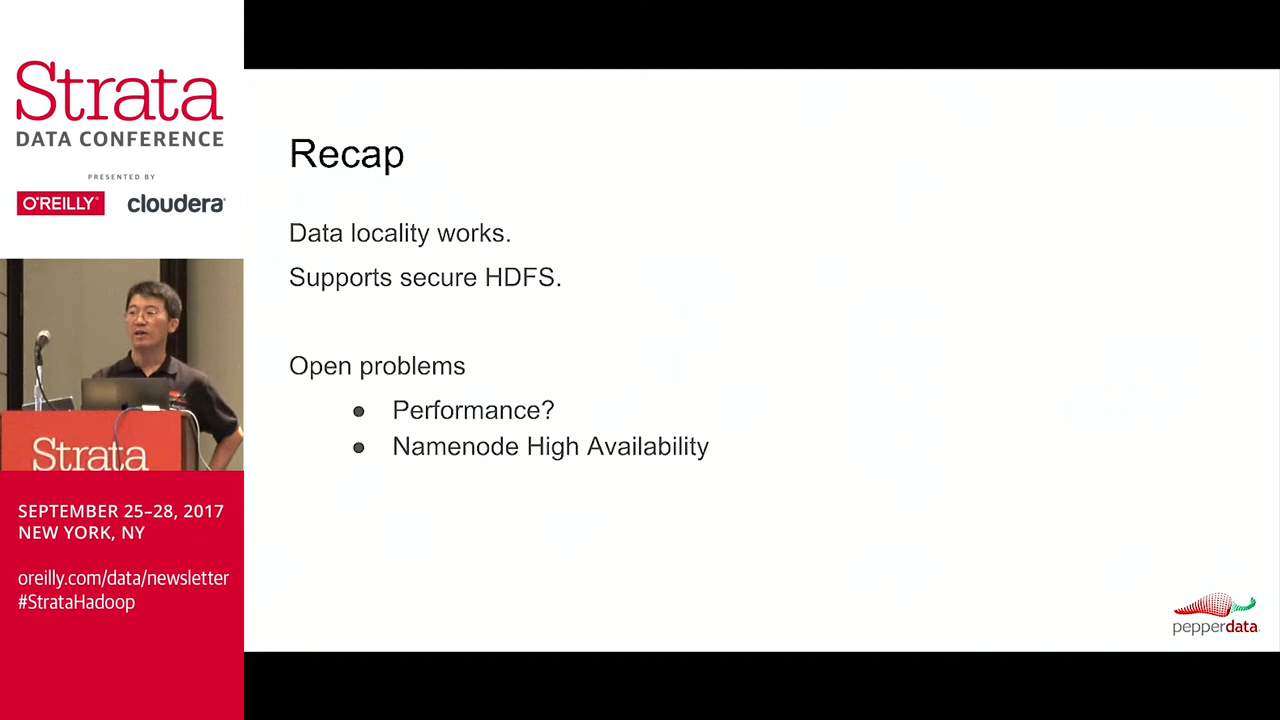 Strata
DATA CONFERENCE
PRESENTED BY
O'REILLY®
cloudera
Strata
SEPTEMBER 25–28, 2017
NEW YORK, NY
oreilly.com/data/newsletter
#StrataHadoop
Recap
Data locality works.
Supports secure HDFS.
Open problems
● Performance?
● Namenode High Availability
pepperdata